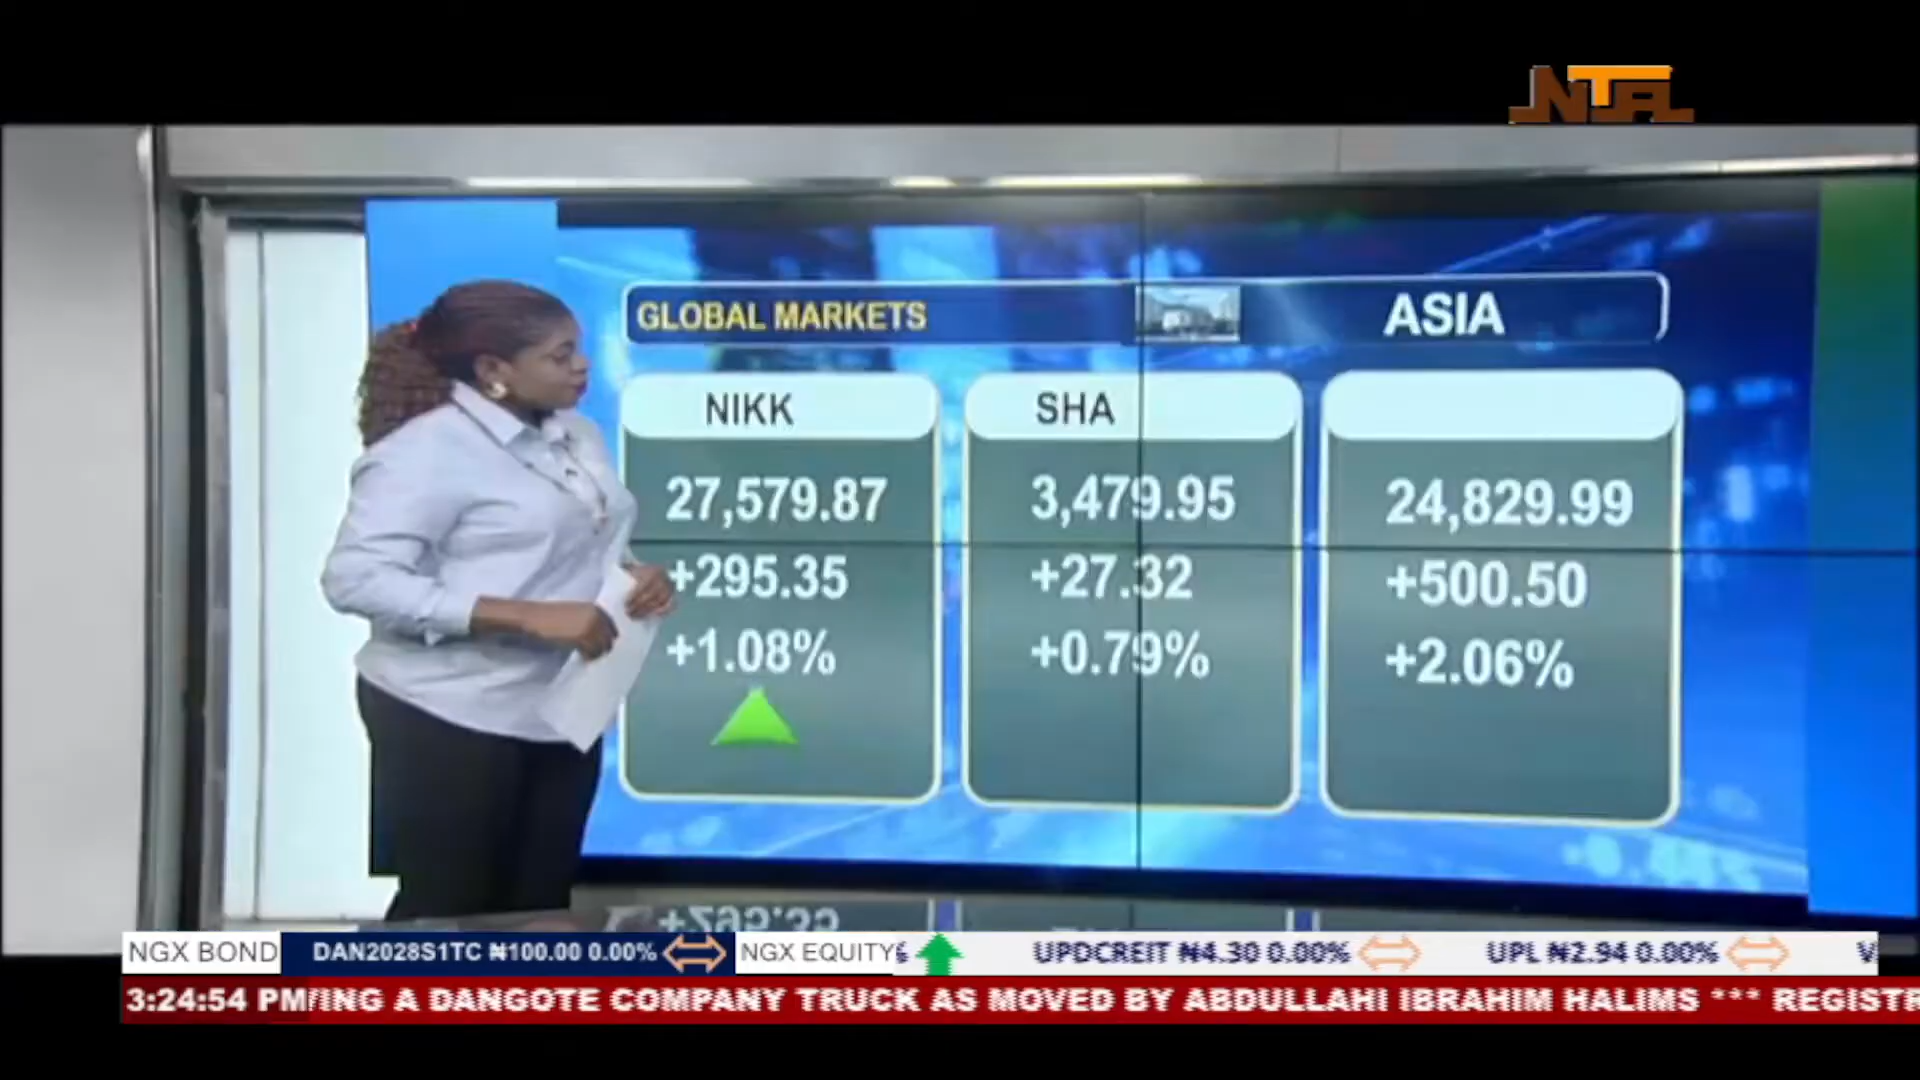 NTA
GLOBAL MARKETS
ASIA
NIKK
27,579.87
+295.35
+1.08%
SHA
3,479.95
+27.32
+0.79%
24,829.99
+500.50
+2.06%
+295.35
NGX BOND
DAN2028S1TC ₦100.00 0.00%
NGX EQUITY
UPDCREIT ₦4.30 0.00%
UPL ₦2.94 0.00%
V
3:24:54 PM
ING A DANGOTE COMPANY TRUCK AS MOVED BY ABDULLAHI IBRAHIM HALIMS *** REGISTR